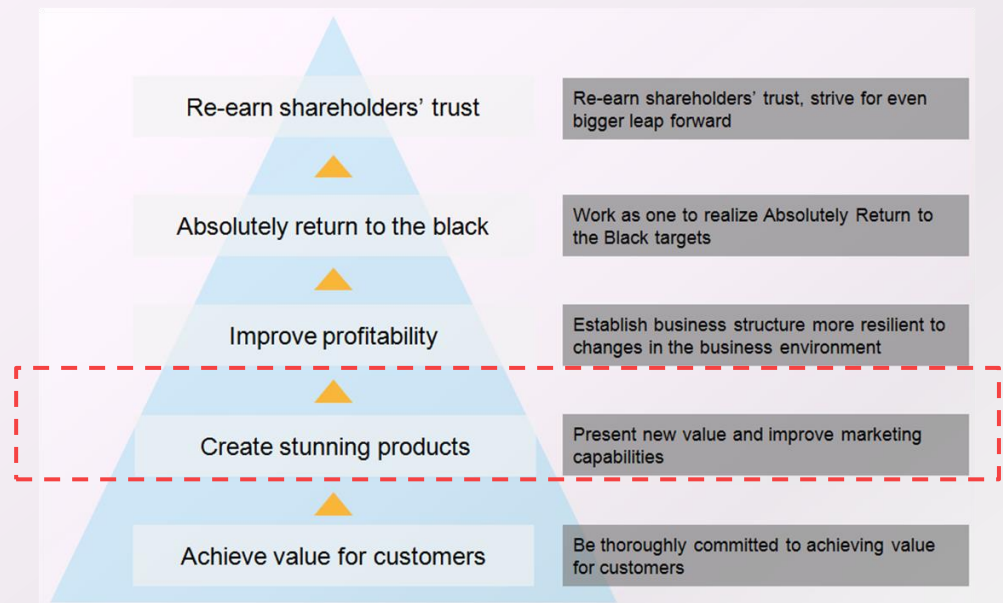 Re-earn shareholders’ trust
Re-earn shareholders’ trust, strive for even
bigger leap forward
Absolutely return to the black
Work as one to realize Absolutely Return to
the Black targets
Improve profitability
Establish business structure more resilient to
changes in the business environment
Create stunning products
Present new value and improve marketing
capabilities
Achieve value for customers
Be thoroughly committed to achieving value
for customers